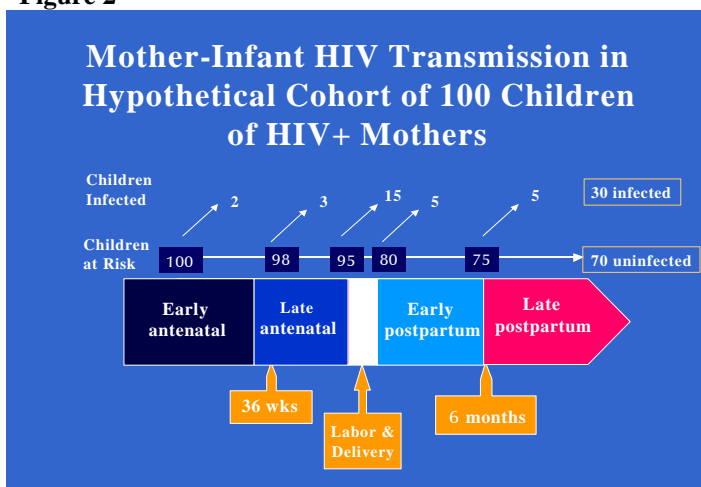 Figure 2
Mother-Infant HIV Transmission in
Hypothetical Cohort of 100 Children
of HIV+ Mothers
Children
Infected
2
3
15
5
5
30 infected
Children
at Risk
100
98
95
80
75
70 uninfected
Early
antenatal
Late
antenatal
Early
postpartum
Late
postpartum
36 wks
Labor &
Delivery
6 months